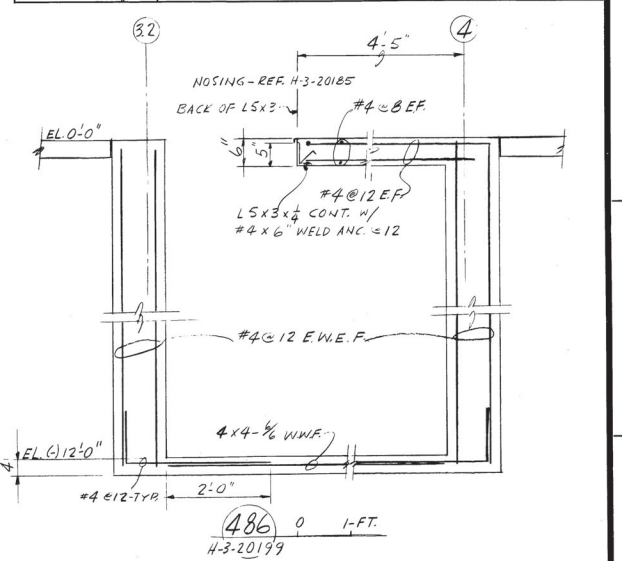 3.2
4
4'-5"
NOSING-REF. H-3-20185
BACK OF L5x3
#4@8 E.F.
EL. 0'-0"
6"
5"
#4@12 E.F.
L5x3x1/4 CONT. W/
#4x6" WELD ANC. @12
#4@12 E.W.E.F.
4x4-6/6 W.W.F.
EL. (-)12'-0"
4
#4@12-TYP.
2'-0"
486
0 1-FT.
H-3-20199